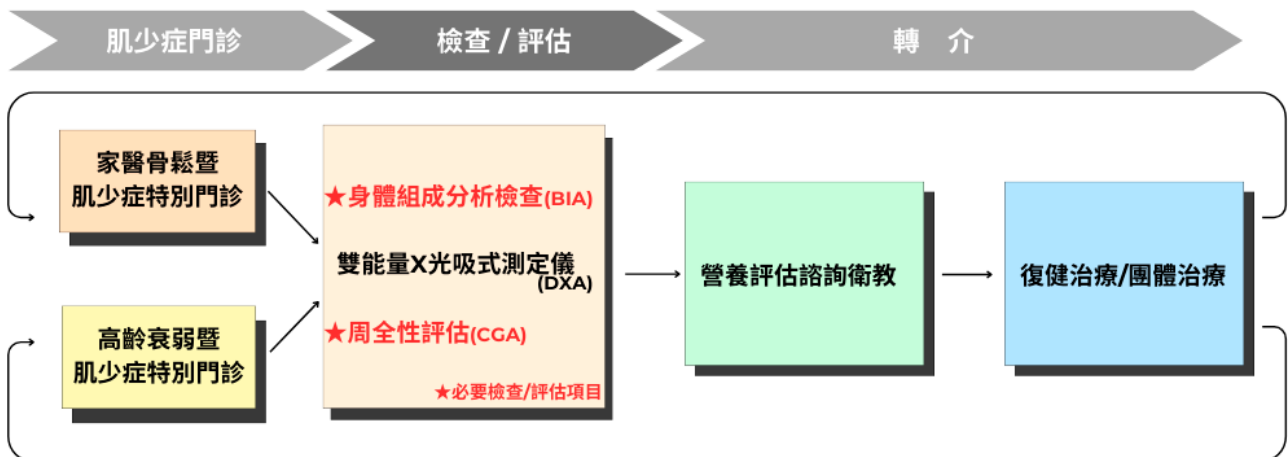 肌少症門診
檢查 / 評估
轉 介
家醫骨鬆暨
肌少症特別門診
高齡衰弱暨
肌少症特別門診
★身體組成分析檢查(BIA)
雙能量X光吸式測定儀
(DXA)
★周全性評估(CGA)
★必要檢查/評估項目
營養評估諮詢衛教
復健治療/團體治療